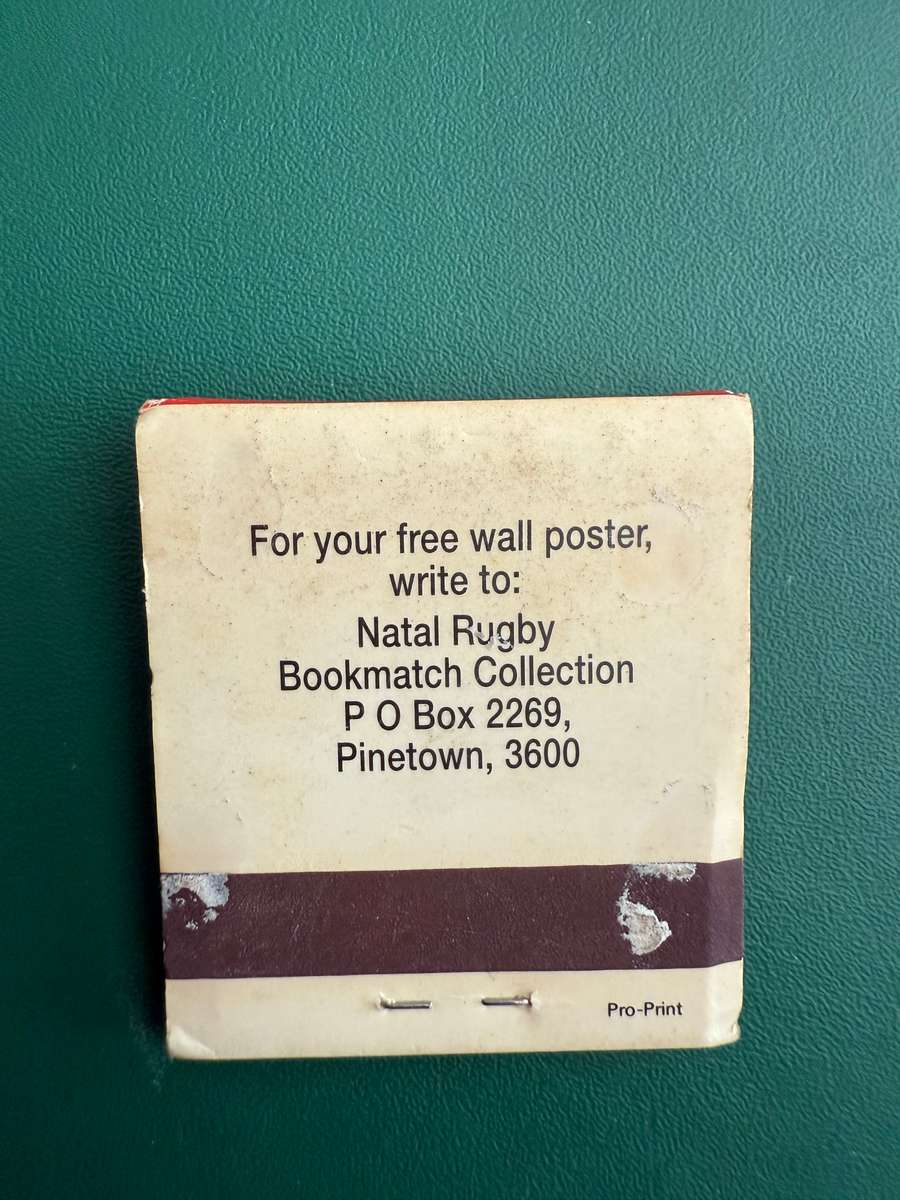 For your free wall poster,
write to:
Natal Rugby
Bookmatch Collection
P O Box 2269,
Pinetown, 3600
Pro-Print